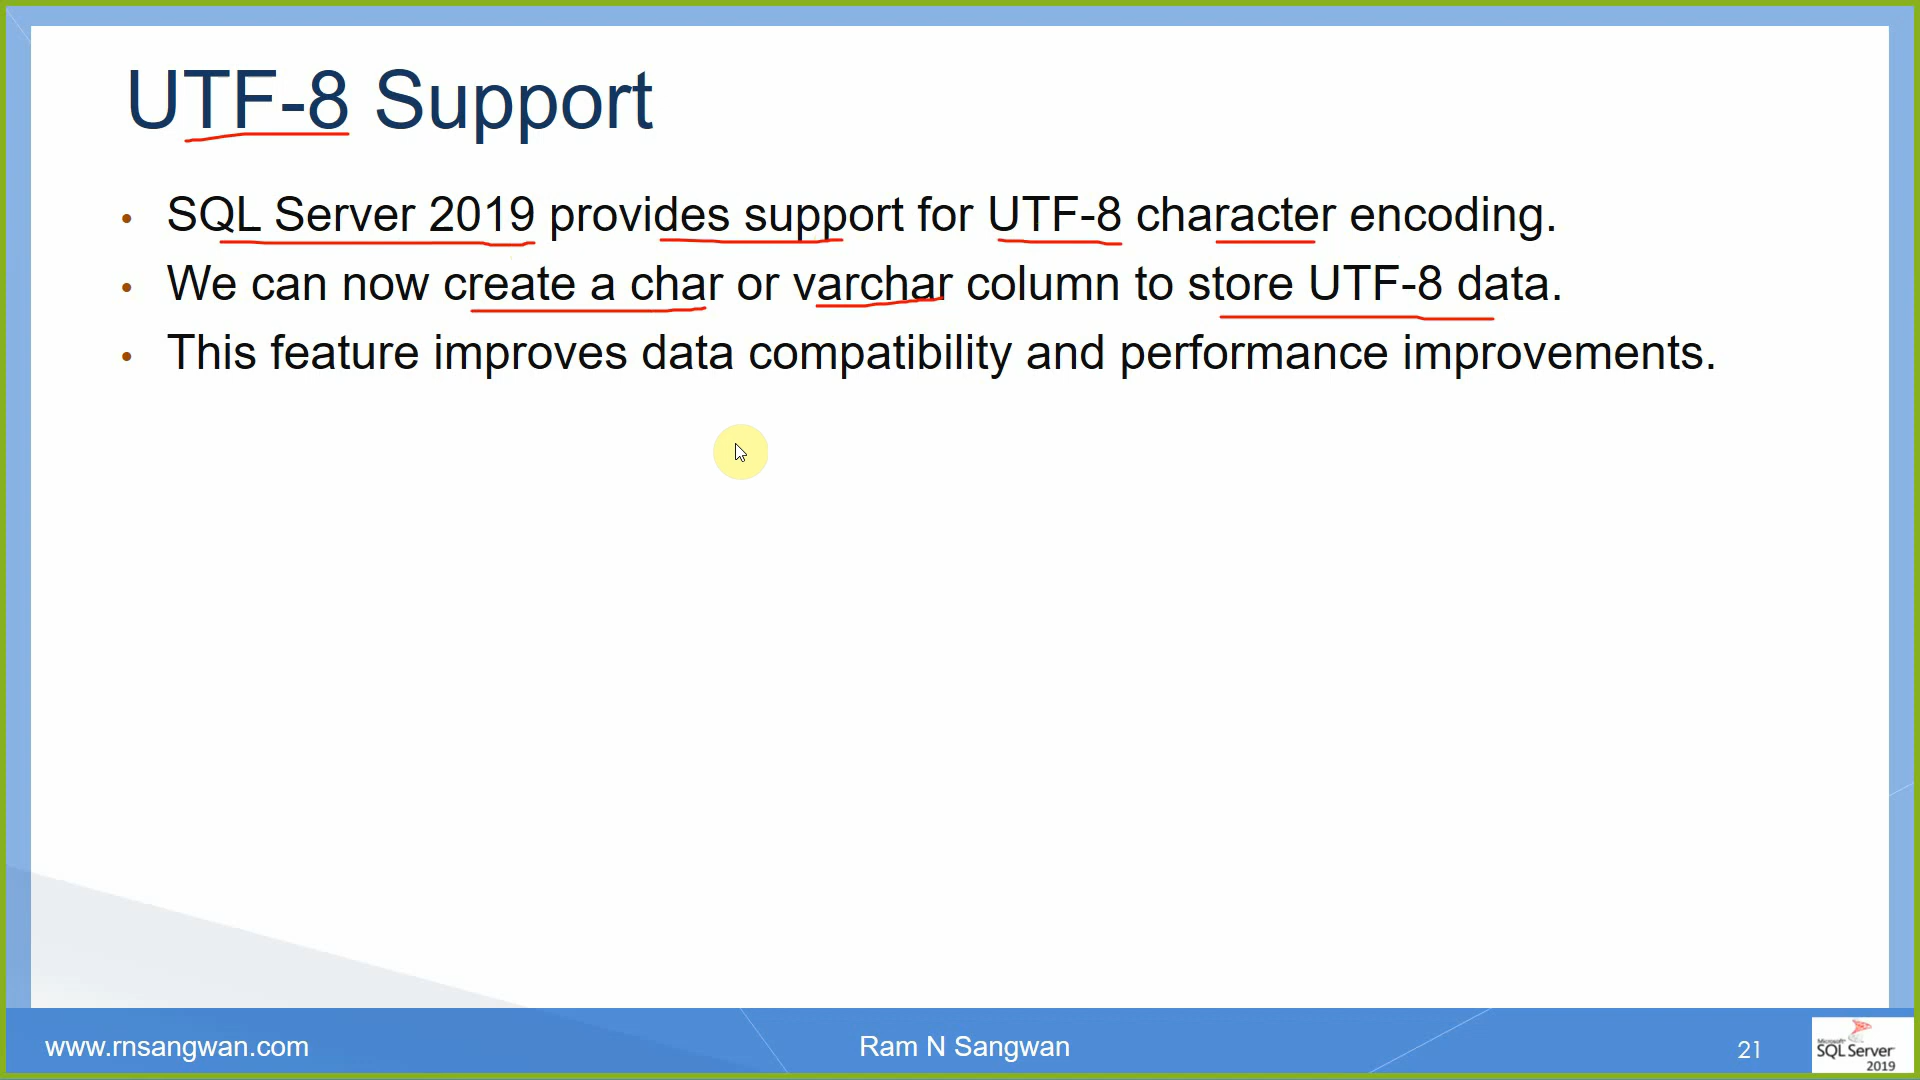 UTF-8 Support
• SQL Server 2019 provides support for UTF-8 character encoding.
• We can now create a char or varchar column to store UTF-8 data.
• This feature improves data compatibility and performance improvements.
www.rnsangwan.com
Ram N Sangwan
21
Microsoft
SQL Server
2019